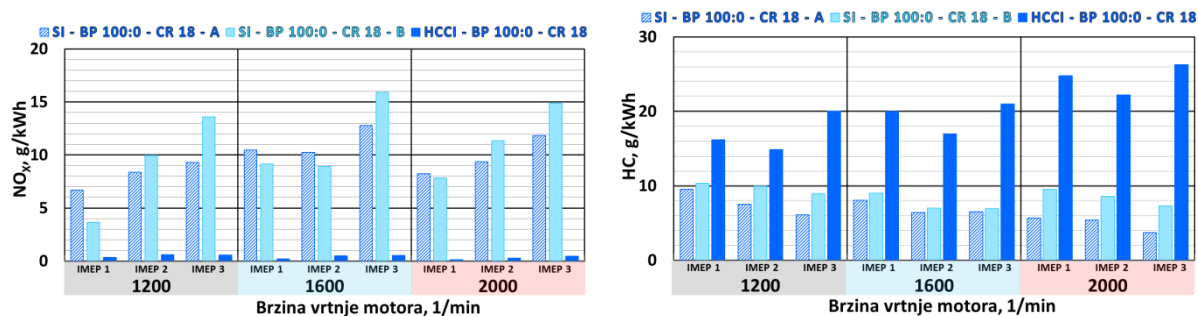 SI - BP 100:0 - CR 18 - A SI - BP 100:0 - CR 18 - B HCCI - BP 100:0 - CR 18
20
15
10
5
0
NOX, g/kWh
IMEP 1 IMEP 2 IMEP 3 IMEP 1 IMEP 2 IMEP 3 IMEP 1 IMEP 2 IMEP 3
1200 1600 2000
Brzina vrtnje motora, 1/min
SI - BP 100:0 - CR 18 - A SI - BP 100:0 - CR 18 - B HCCI - BP 100:0 - CR 18
30
20
10
0
HC, g/kWh
IMEP 1 IMEP 2 IMEP 3 IMEP 1 IMEP 2 IMEP 3 IMEP 1 IMEP 2 IMEP 3
1200 1600 2000
Brzina vrtnje motora, 1/min